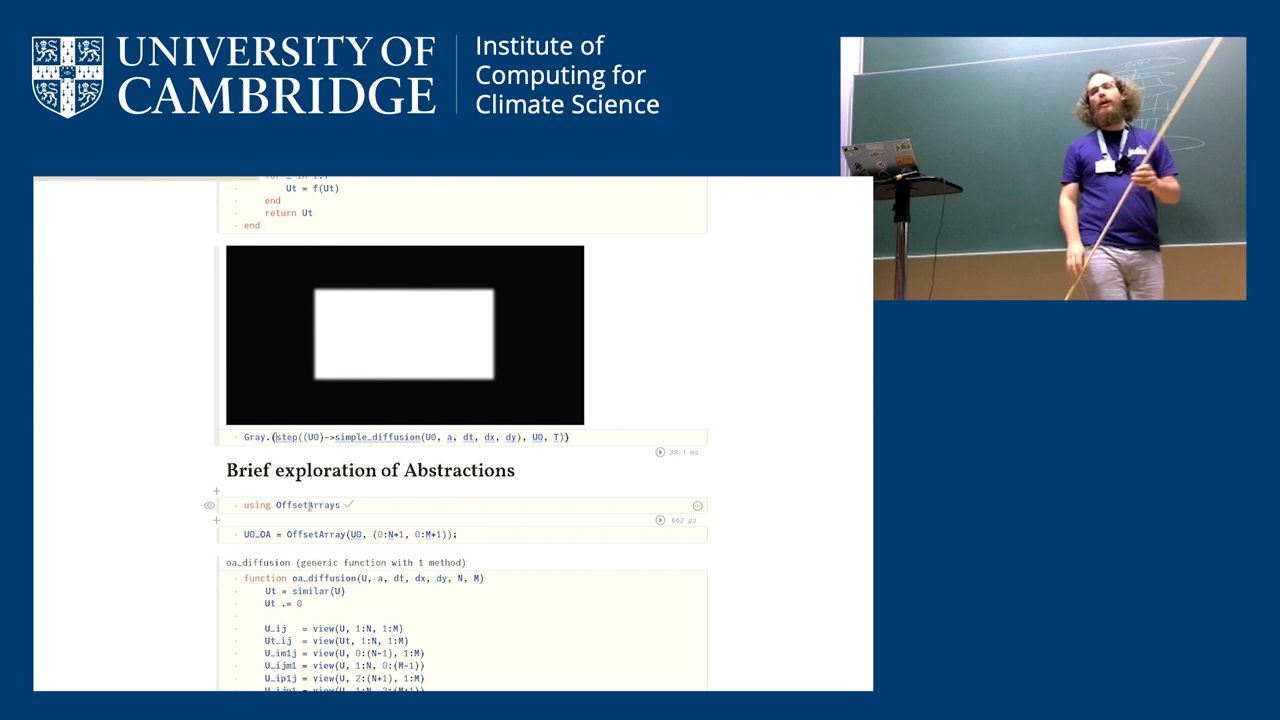 UNIVERSITY OF
CAMBRIDGE
Institute of
Computing for
Climate Science
Ut = f(Ut)
end
return Ut
end
Gray.(step((U0)->simple_diffusion(U0, a, dt, dx, dy), U0, T))
38.1 ms
Brief exploration of Abstractions
using OffsetArrays
662 μs
U0_OA = OffsetArray(U0, (0:N+1, 0:M+1));
oa_diffusion (generic function with 1 method)
function oa_diffusion(U, a, dt, dx, dy, N, M)
Ut = similar(U)
Ut .= 0
U_ij = view(U, 1:N, 1:M)
Ut_ij = view(Ut, 1:N, 1:M)
U_im1j = view(U, 0:(N-1), 1:M)
U_ijm1 = view(U, 1:N, 0:(M-1))
U_ip1j = view(U, 2:(N+1), 1:M)